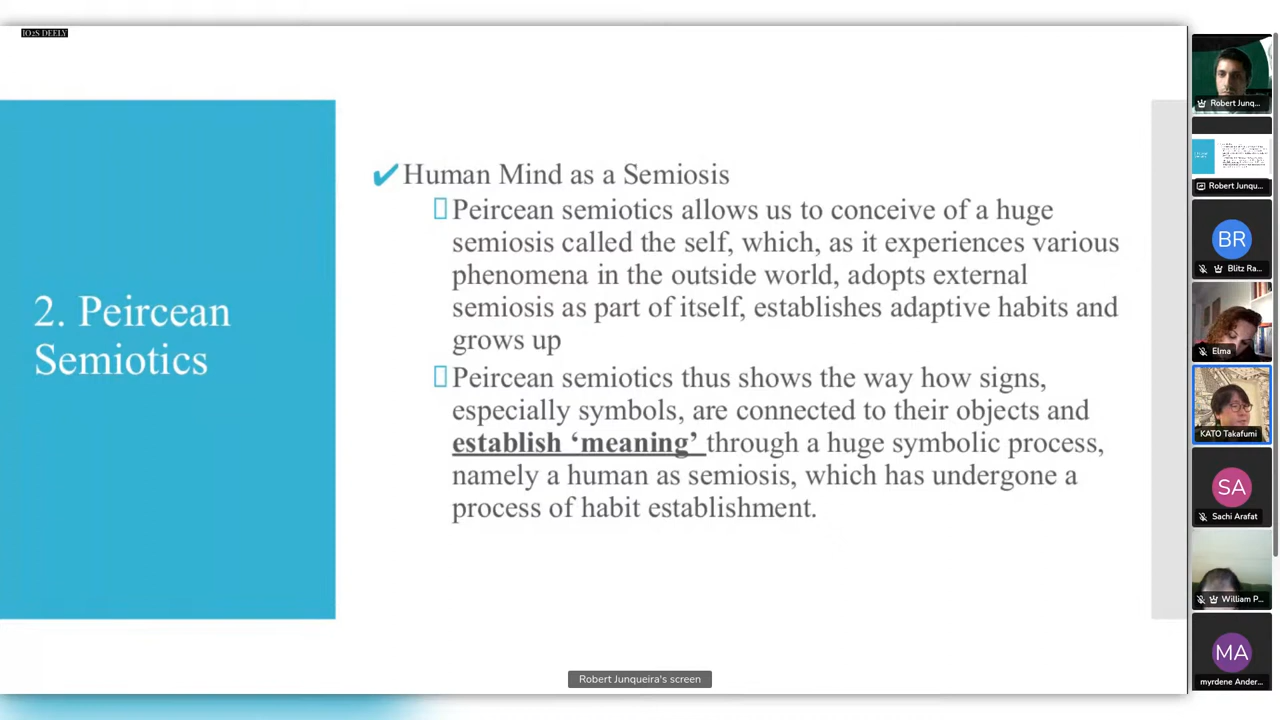 IO2S DEELY
2. Peircean
Semiotics
✔Human Mind as a Semiosis
Peircean semiotics allows us to conceive of a huge
semiosis called the self, which, as it experiences various
phenomena in the outside world, adopts external
semiosis as part of itself, establishes adaptive habits and
grows up
Peircean semiotics thus shows the way how signs,
especially symbols, are connected to their objects and
establish ‘meaning’ through a huge symbolic process,
namely a human as semiosis, which has undergone a
process of habit establishment.
Robert Junqueira's screen
Robert Junq...
Robert Junqu...
BR
Blitz Ra...
Elma
KATO Takafumi
SA
Sachi Arafat
William P...
MA
myrdene Ander...